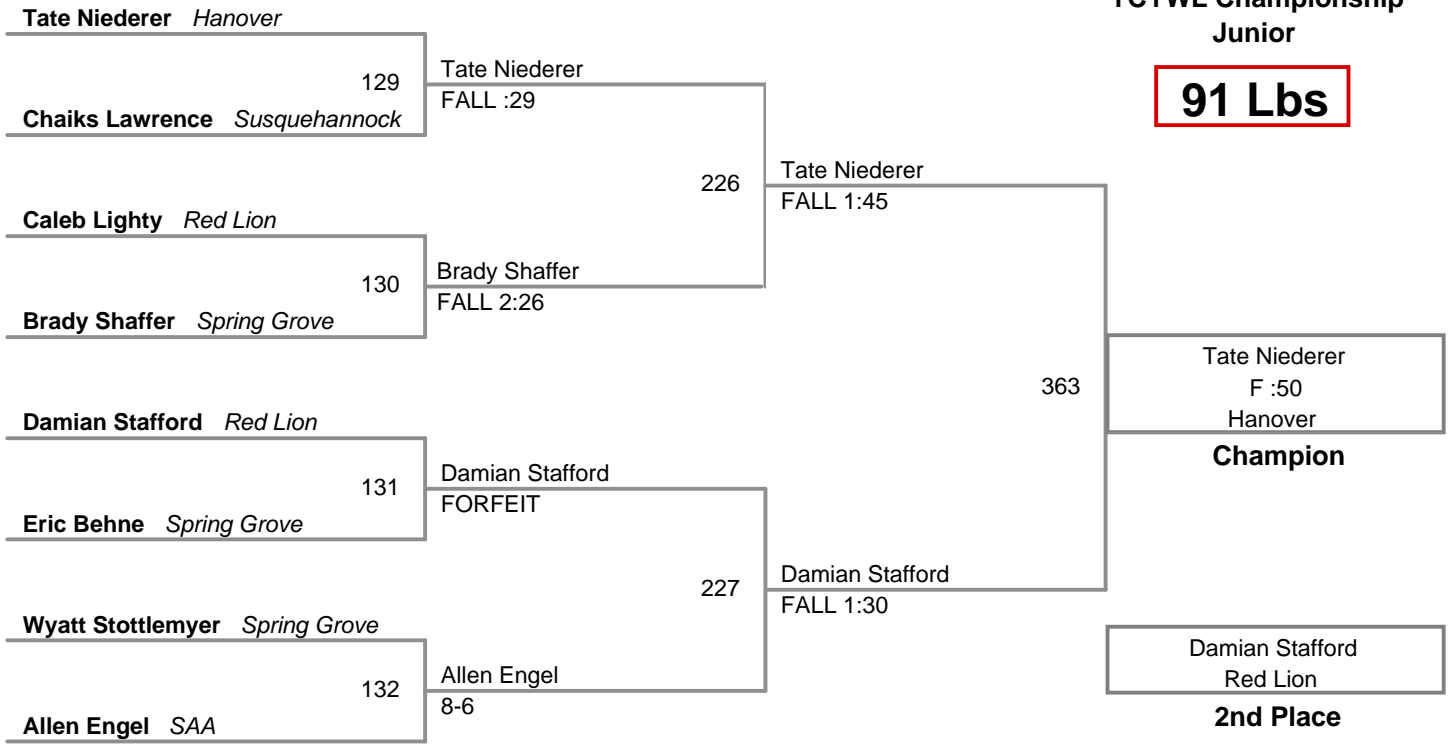 TCTWL Championship
Junior
91 Lbs
Tate Niederer Hanover
129
Chaiks Lawrence Susquehannock
Tate Niederer
FALL :29
Caleb Lighty Red Lion
130
Brady Shaffer Spring Grove
Brady Shaffer
FALL 2:26
226
Tate Niederer
FALL 1:45
Damian Stafford Red Lion
131
Eric Behne Spring Grove
Damian Stafford
FORFEIT
Wyatt Stottlemyer Spring Grove
132
Allen Engel SAA
Allen Engel
8-6
227
Damian Stafford
FALL 1:30
363
Tate Niederer
F :50
Hanover
Champion
Damian Stafford
Red Lion
2nd Place